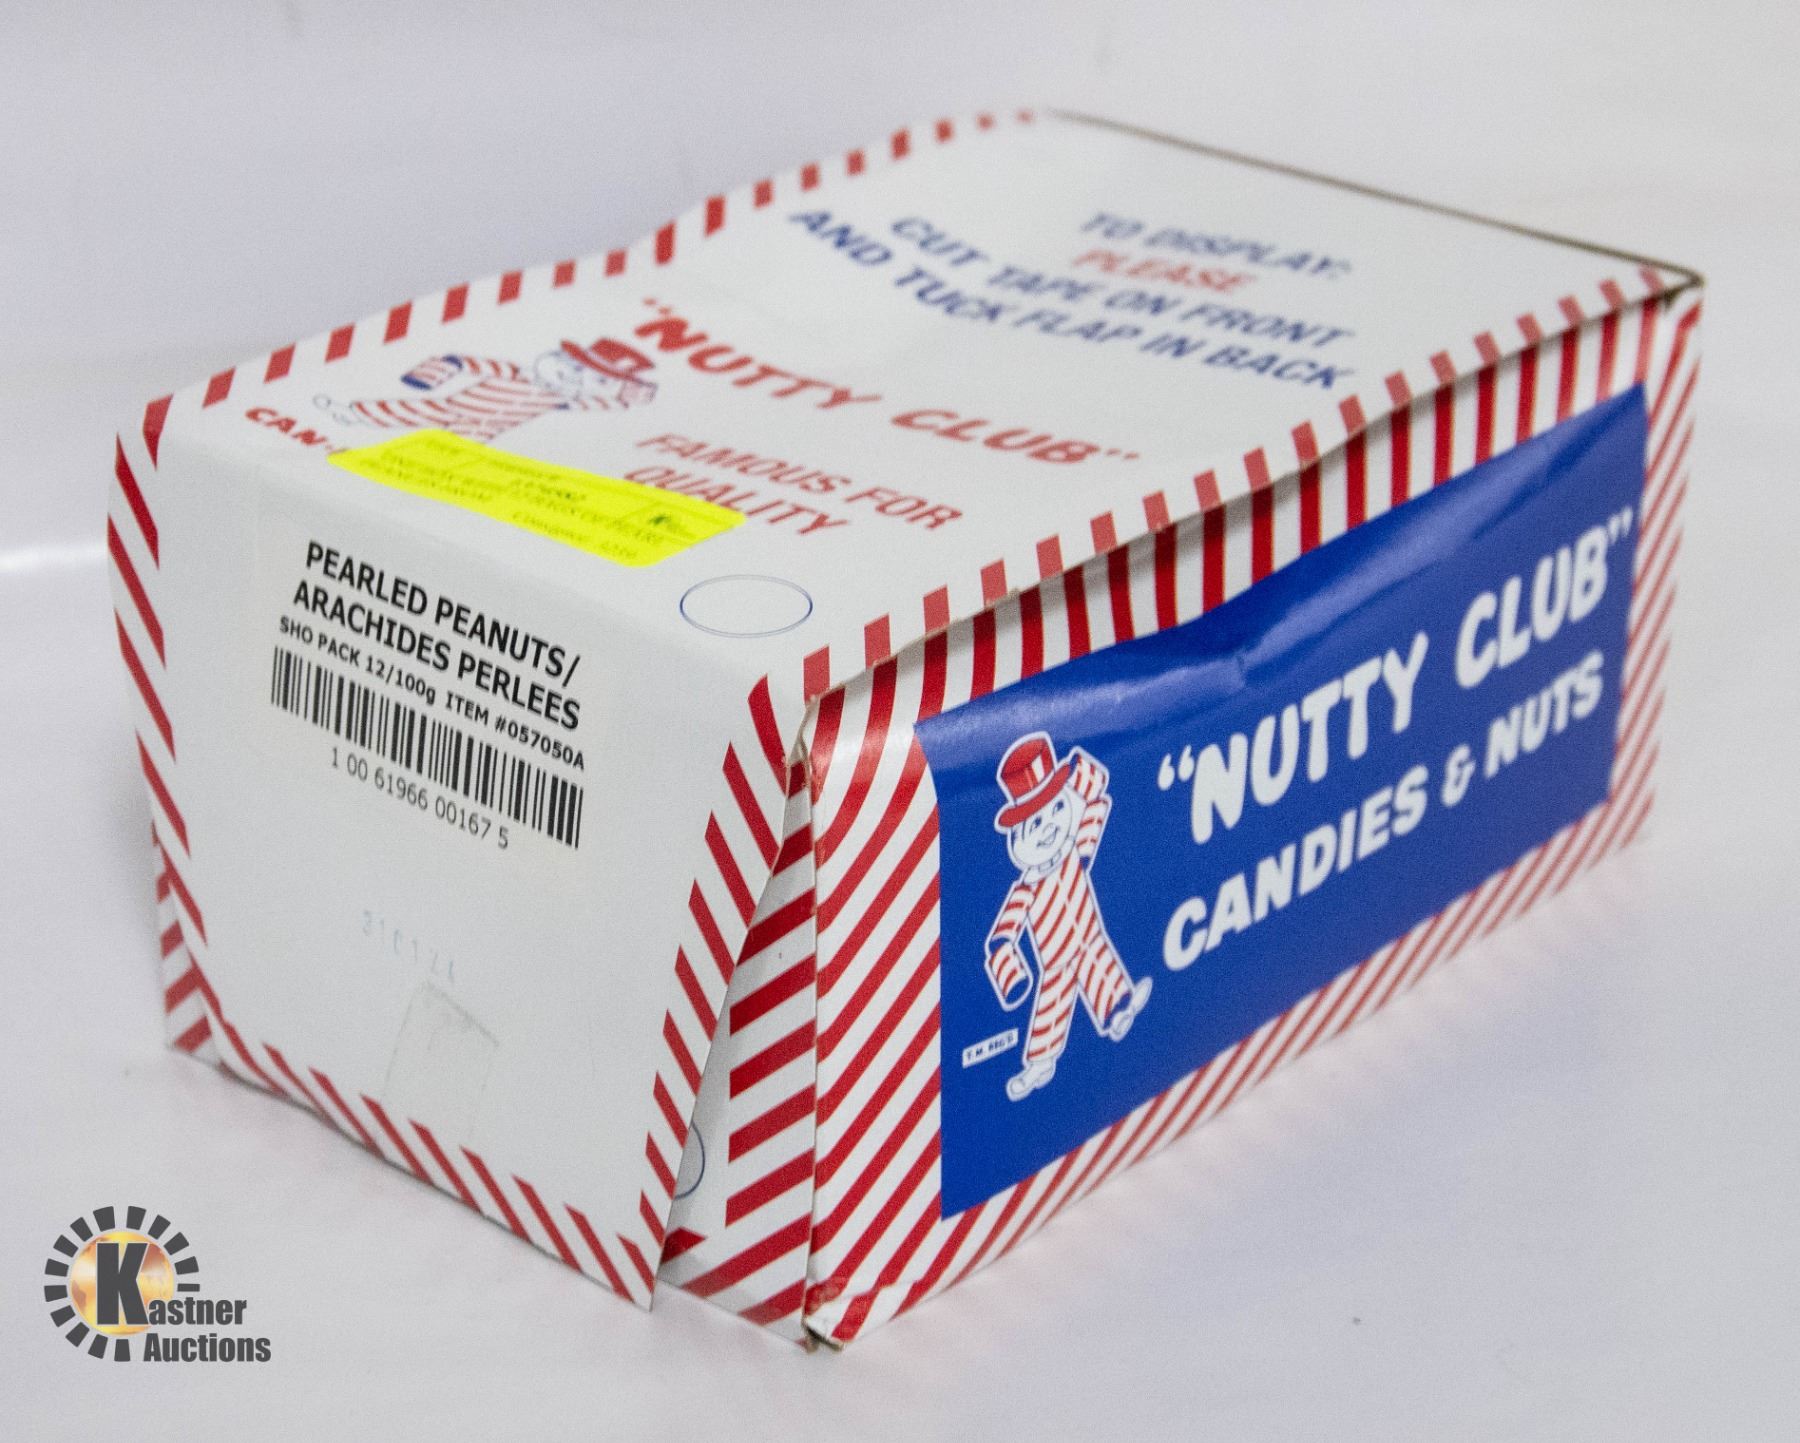 TO DISPLAY:
PLEASE
CUT TAPE ON FRONT
AND TUCK FLAP IN BACK
"NUTTY CLUB"
FAMOUS FOR
QUALITY
CAN-
PEARLED PEANUTS/
ARACHIDES PERLEES
SHO PACK 12/100g ITEM #057050A
1 00 61966 00167 5
"NUTTY CLUB"
CANDIES & NUTS
T.M. REG'D
Kastner
Auctions